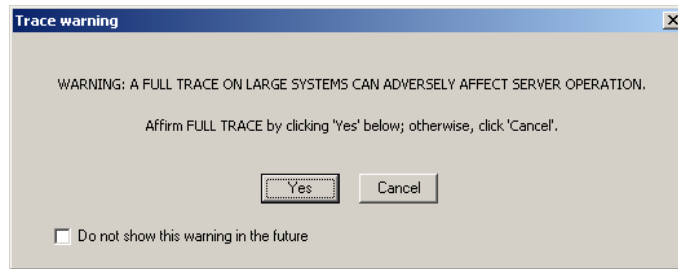 Trace warning
WARNING: A FULL TRACE ON LARGE SYSTEMS CAN ADVERSELY AFFECT SERVER OPERATION.
Affirm FULL TRACE by clicking 'Yes' below; otherwise, click 'Cancel'.
Yes
Cancel
Do not show this warning in the future